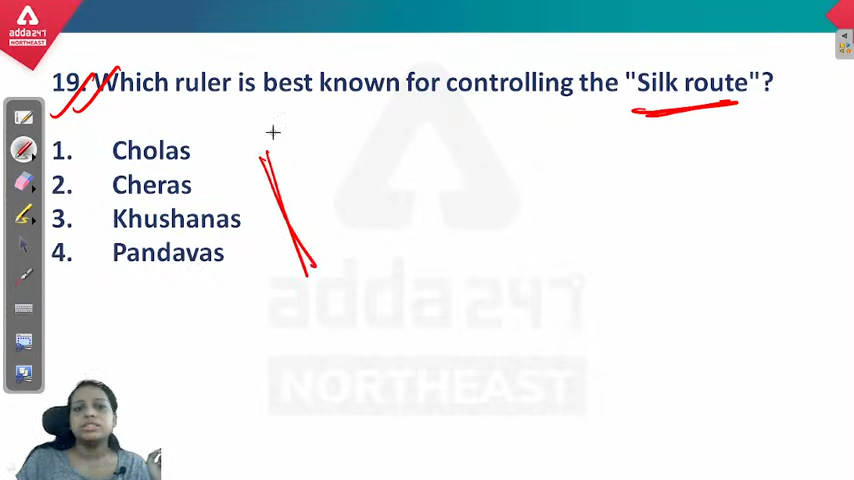 adda247
NORTHEAST
19. Which ruler is best known for controlling the "Silk route"?
1. Cholas
2. Cheras
3. Khushanas
4. Pandavas
adda247
NORTHEAST